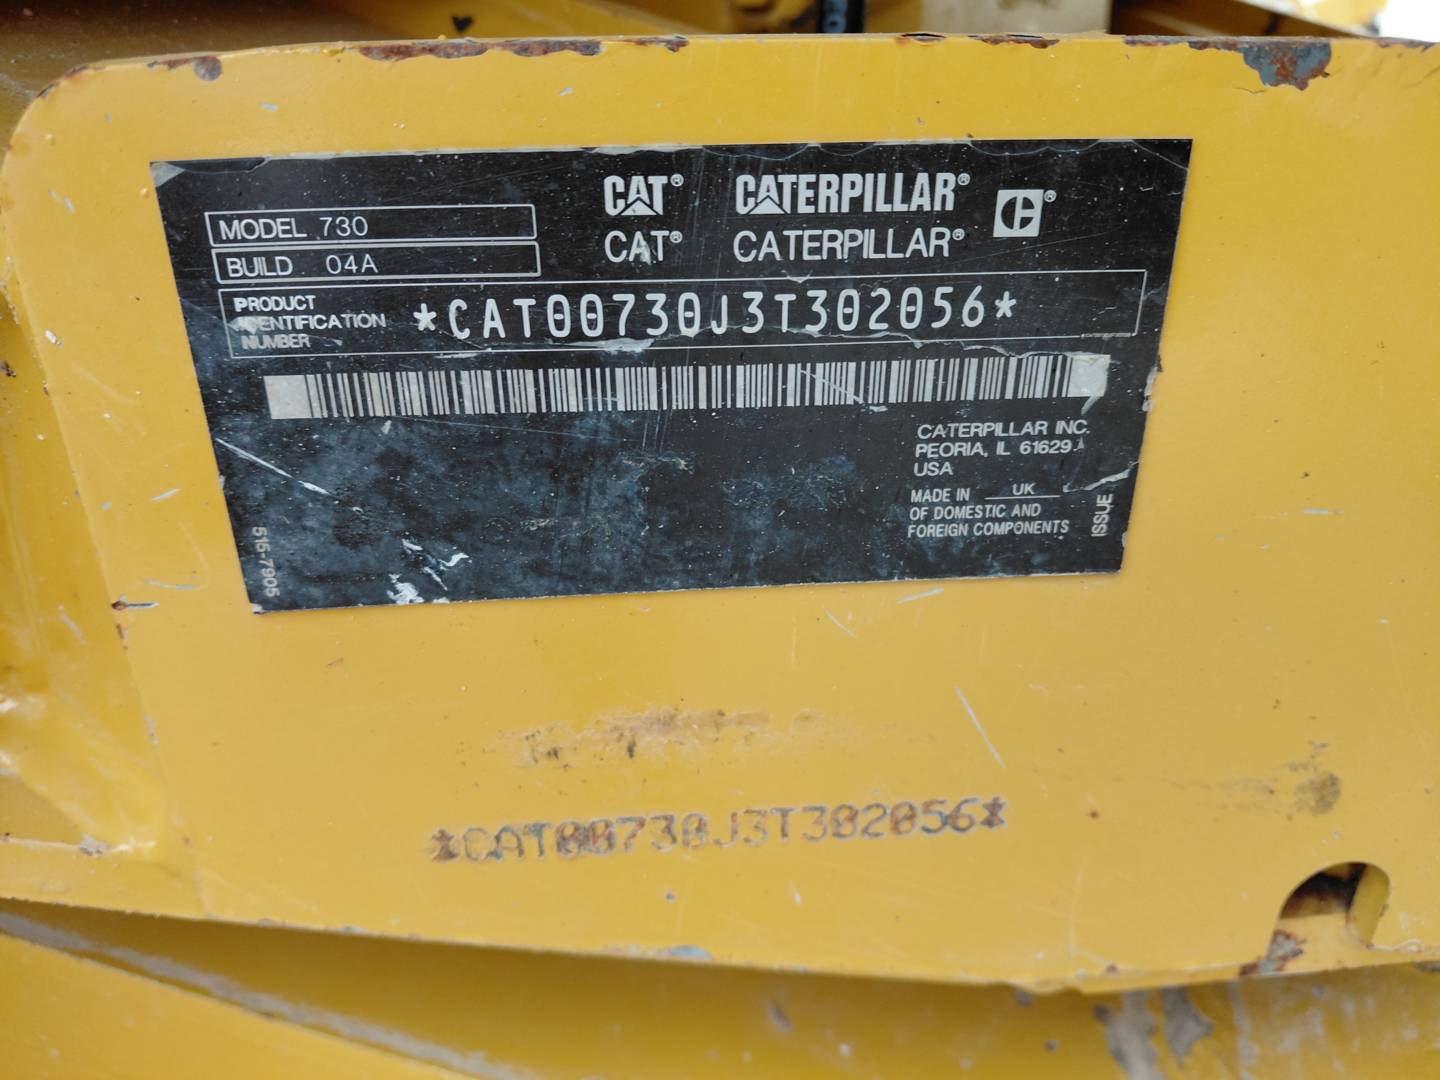 CAT® CATERPILLAR®
CAT® CATERPILLAR®
MODEL 730
BUILD 04A
PRODUCT
IDENTIFICATION
NUMBER
*CAT00730J3T302056*
CATERPILLAR INC.
PEORIA, IL 61629
USA
MADE IN UK
OF DOMESTIC AND
FOREIGN COMPONENTS
ISSUE
515-7905
*CAT00730J3T302056*